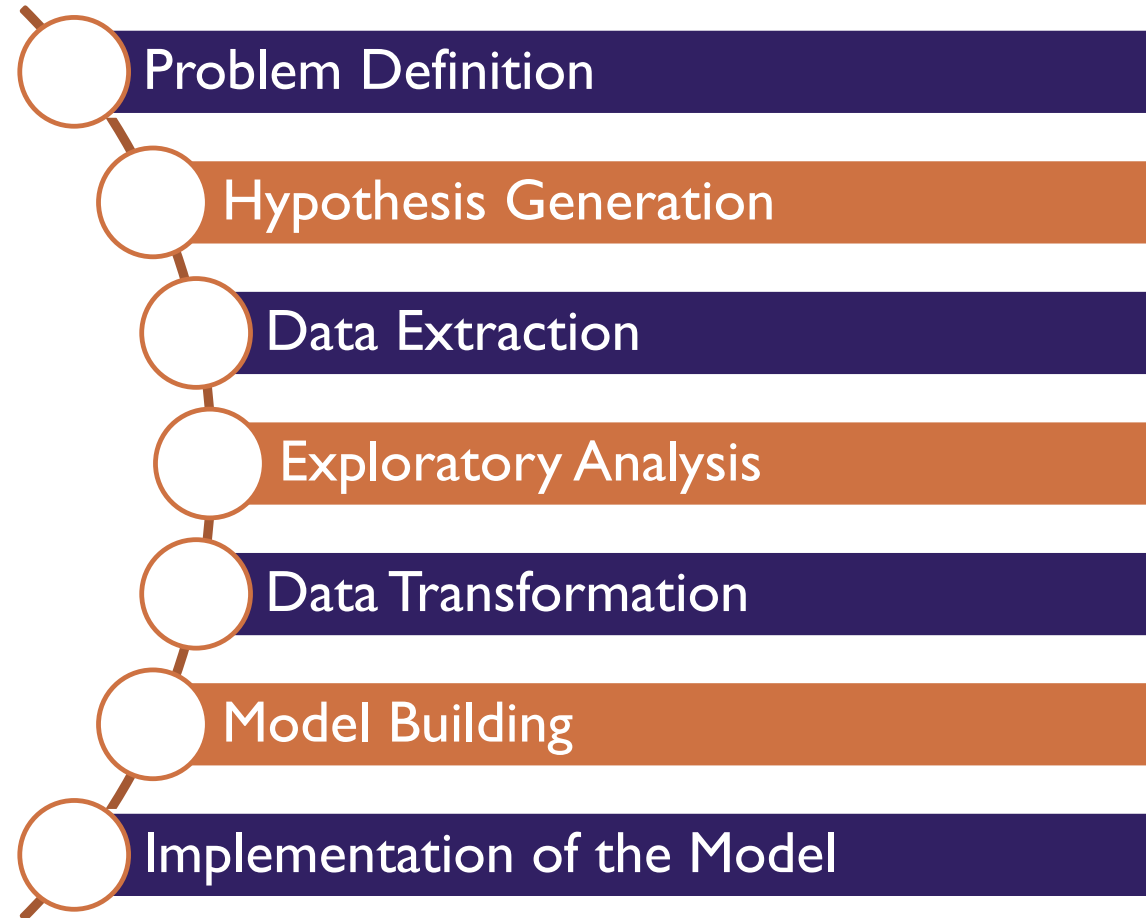 Problem Definition
Hypothesis Generation
Data Extraction
Exploratory Analysis
Data Transformation
Model Building
Implementation of the Model